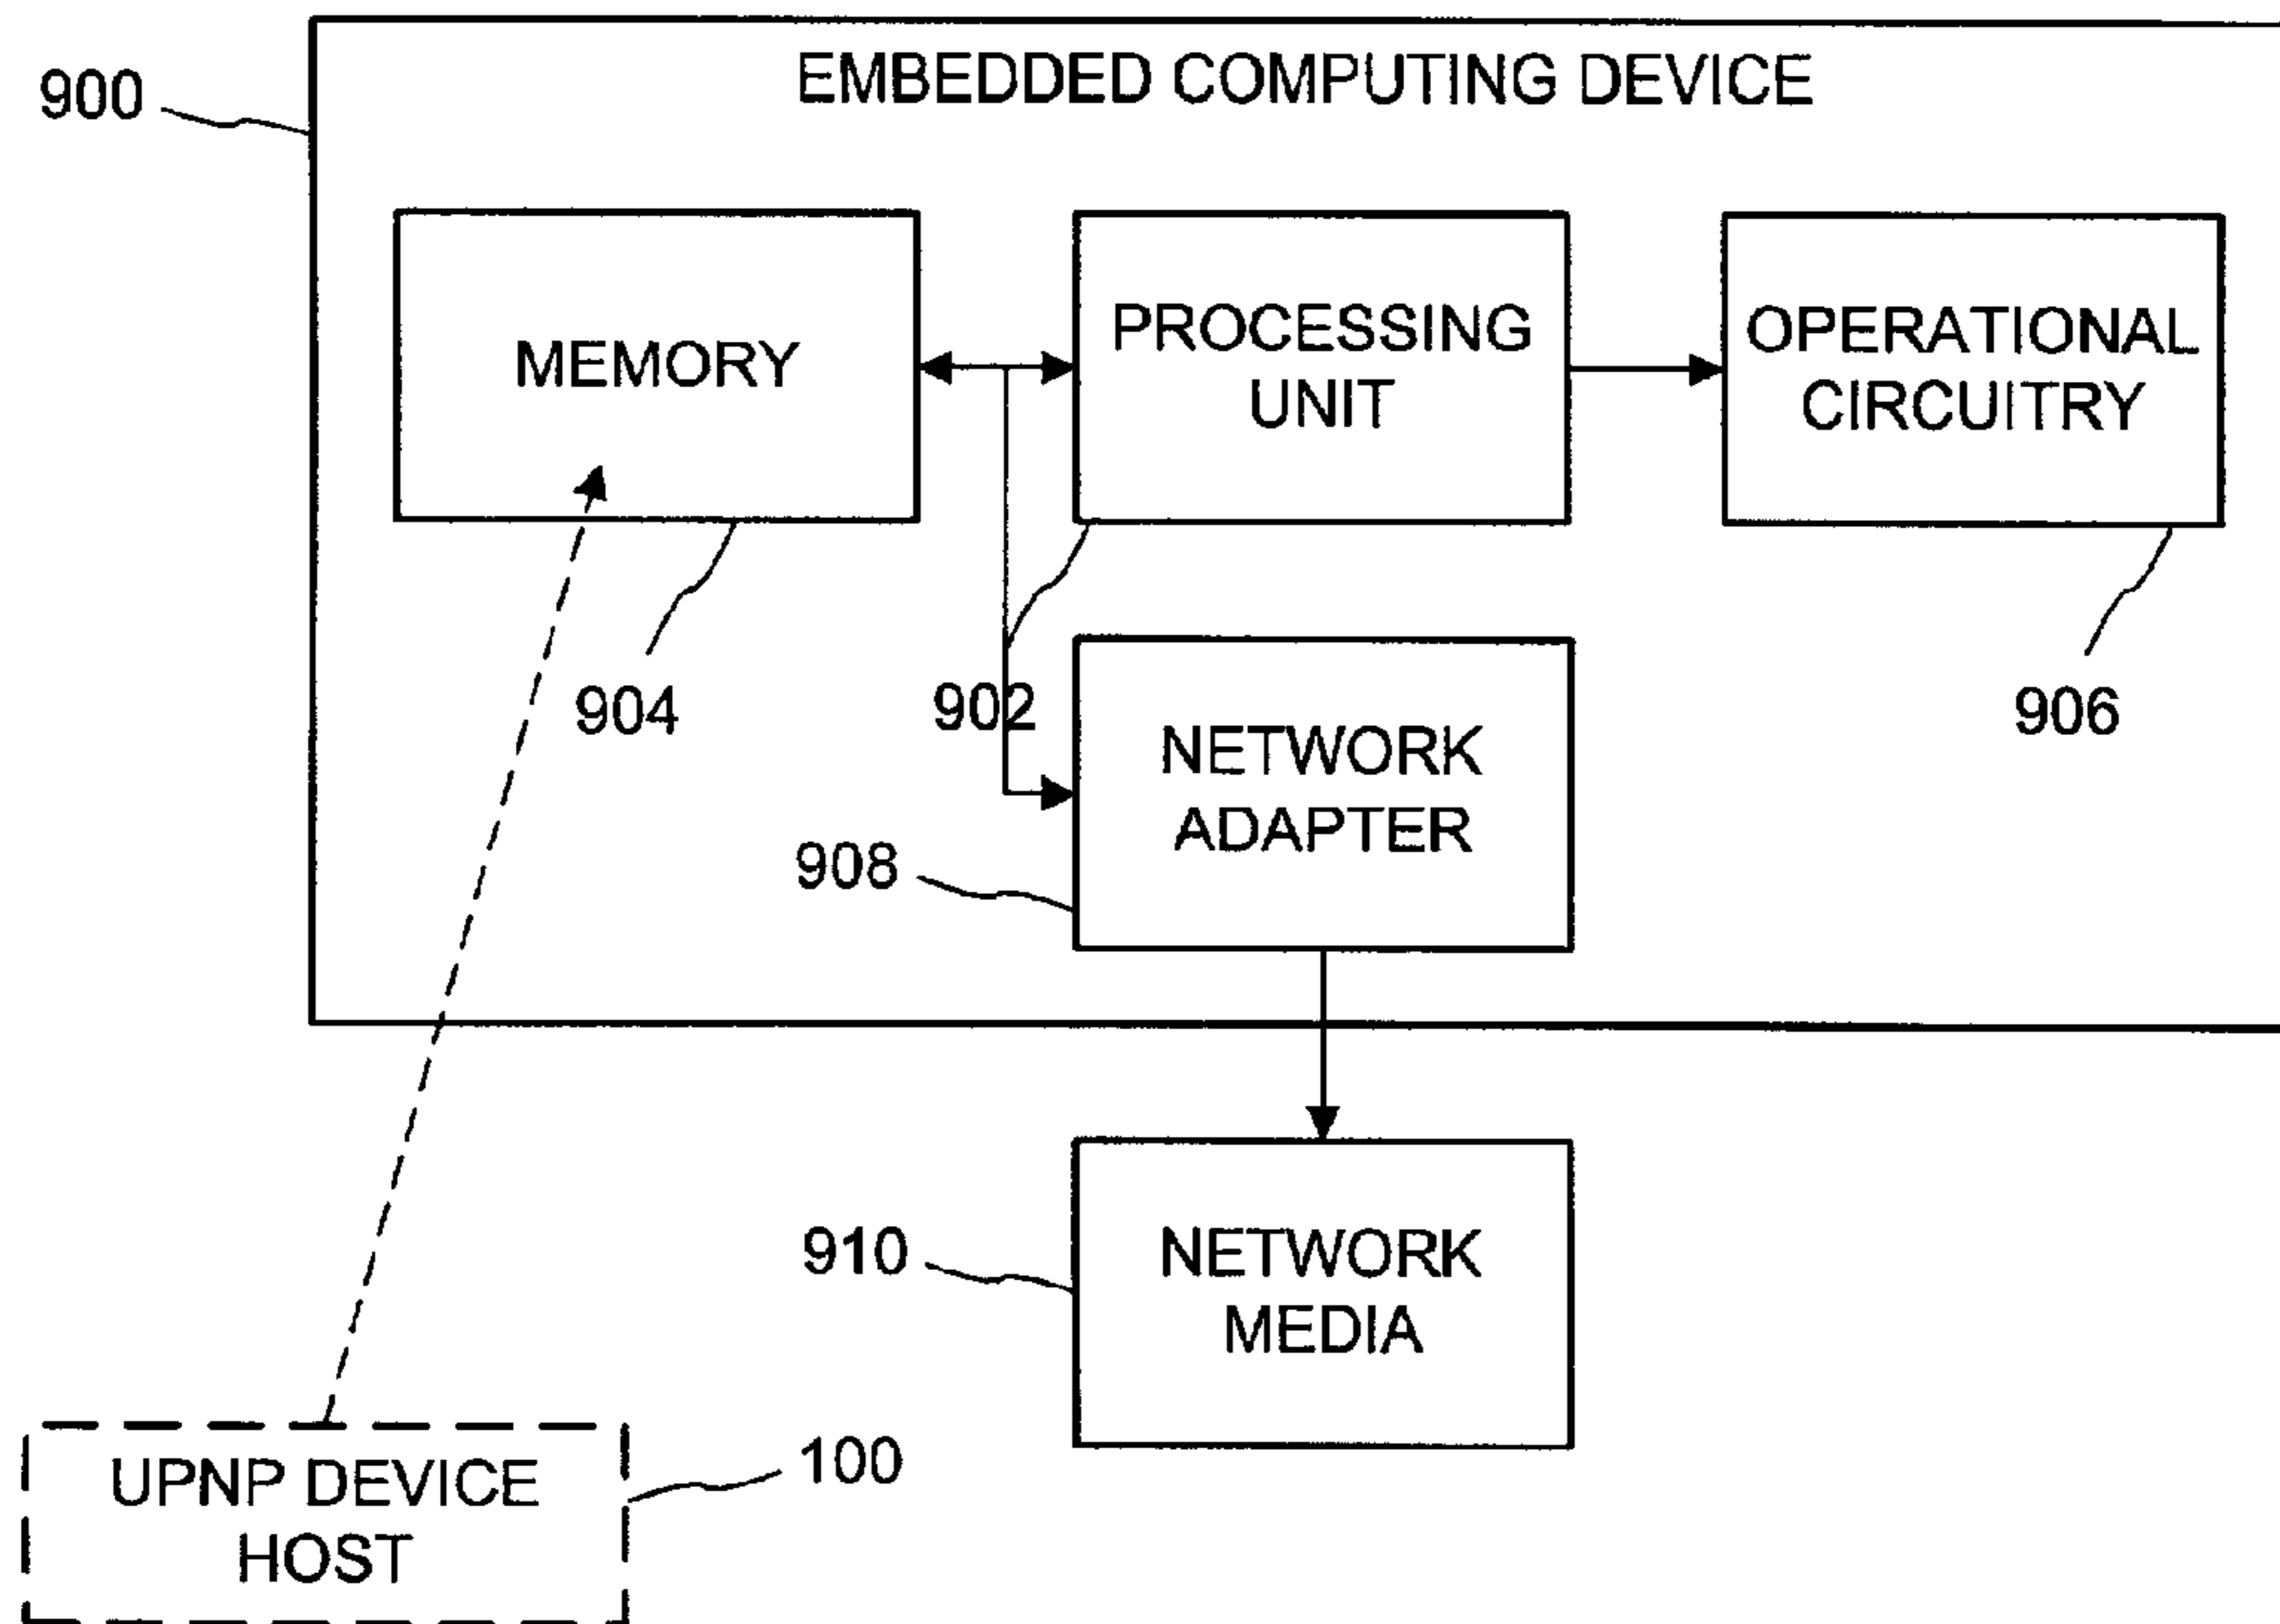 900
EMBEDDED COMPUTING DEVICE
MEMORY
PROCESSING
UNIT
OPERATIONAL
CIRCUITRY
904
902
906
NETWORK
ADAPTER
908
910
NETWORK
MEDIA
UPNP DEVICE
HOST
100